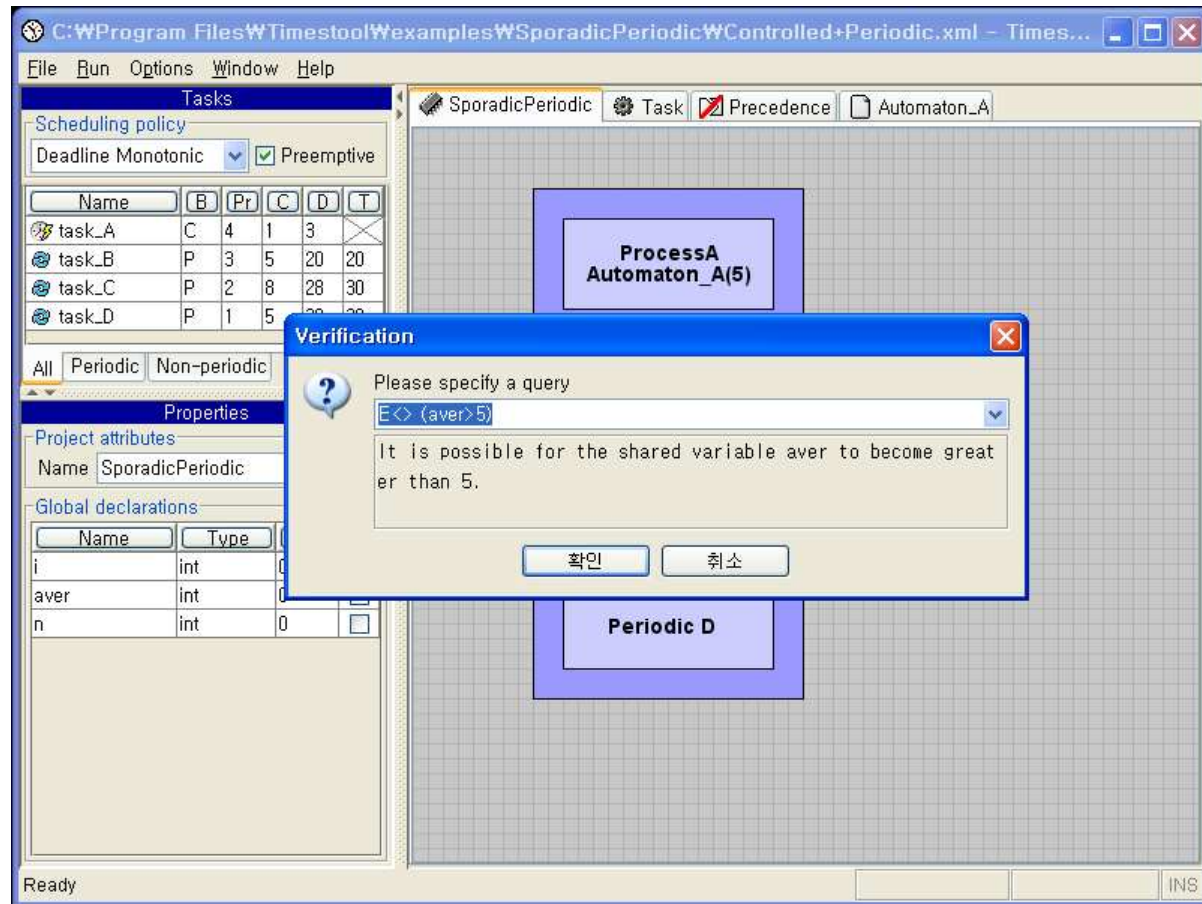 C:₩Program Files₩Timestool₩examples₩SporadicPeriodic₩Controlled+Periodic.xml - Times...
File Run Options Window Help
Tasks
Scheduling policy
Deadline Monotonic Preemptive
Name B Pr C D T
task_A C 4 1 3
task_B P 3 5 20 20
task_C P 2 8 28 30
task_D P 1 5
All Periodic Non-periodic
Properties
Project attributes
Name SporadicPeriodic
Global declarations
Name Type
i int 0
aver int 0
n int 0
SporadicPeriodic Task Precedence Automaton_A
ProcessA
Automaton_A(5)
Verification
Please specify a query
E<> (aver>5)
It is possible for the shared variable aver to become great
er than 5.
확인 취소
Periodic D
Ready INS